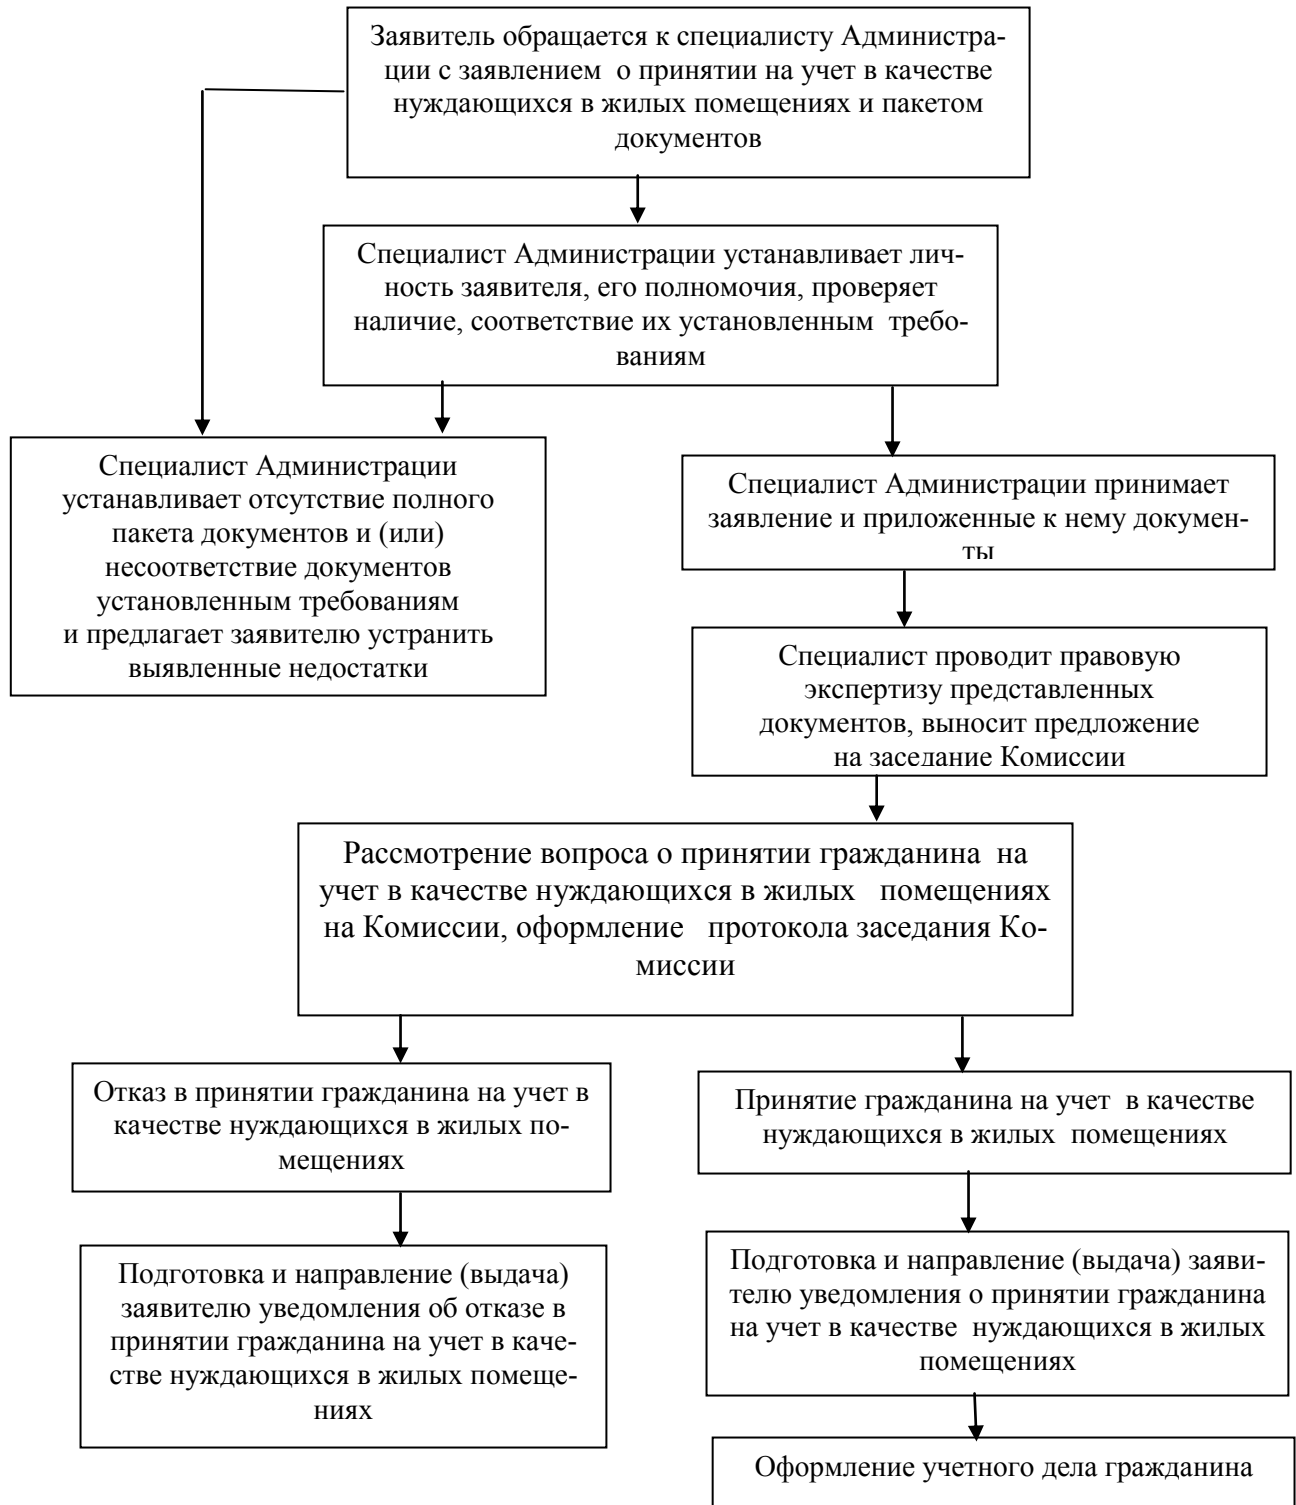 Заявитель обращается к специалисту Администра-
ции с заявлением о принятии на учет в качестве
нуждающихся в жилых помещениях и пакетом
документов
Специалист Администрации устанавливает лич-
ность заявителя, его полномочия, проверяет
наличие, соответствие их установленным требо-
ваниям
Специалист Администрации
устанавливает отсутствие полного
пакета документов и (или)
несоответствие документов
установленным требованиям
и предлагает заявителю устранить
выявленные недостатки
Специалист Администрации принимает
заявление и приложенные к нему докумен-
ты
Специалист проводит правовую
экспертизу представленных
документов, выносит предложение
на заседание Комиссии
Рассмотрение вопроса о принятии гражданина на
учет в качестве нуждающихся в жилых помещениях
на Комиссии, оформление протокола заседания Ко-
миссии
Отказ в принятии гражданина на учет в
качестве нуждающихся в жилых по-
мещениях
Принятие гражданина на учет в качестве
нуждающихся в жилых помещениях
Подготовка и направление (выдача)
заявителю уведомления об отказе в
принятии гражданина на учет в каче-
стве нуждающихся в жилых помеще-
ниях
Подготовка и направление (выдача) заяви-
телю уведомления о принятии гражданина
на учет в качестве нуждающихся в жилых
помещениях
Оформление учетного дела гражданина